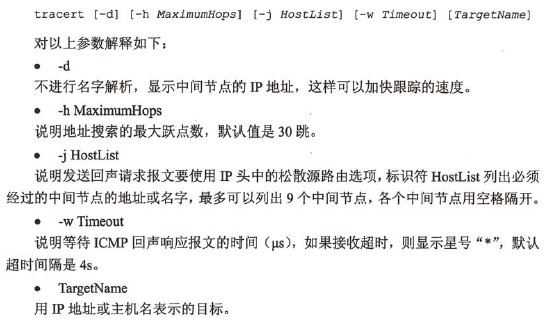 tracert [-d] [-h MaximumHops] [-j HostList] [-w Timeout] [TargetName]
对以上参数解释如下：
● -d
不进行名字解析，显示中间节点的 IP 地址，这样可以加快跟踪的速度。
● -h MaximumHops
说明地址搜索的最大跃点数，默认值是 30 跳。
● -j HostList
说明发送回声请求报文要使用 IP 头中的松散源路由选项，标识符 HostList 列出必须
经过的中间节点的地址或名字，最多可以列出 9 个中间节点，各个中间节点用空格隔开。
● -w Timeout
说明等待 ICMP 回声响应报文的时间（μs），如果接收超时，则显示星号“*”，默认
超时间隔是 4s。
● TargetName
用 IP 地址或主机名表示的目标。